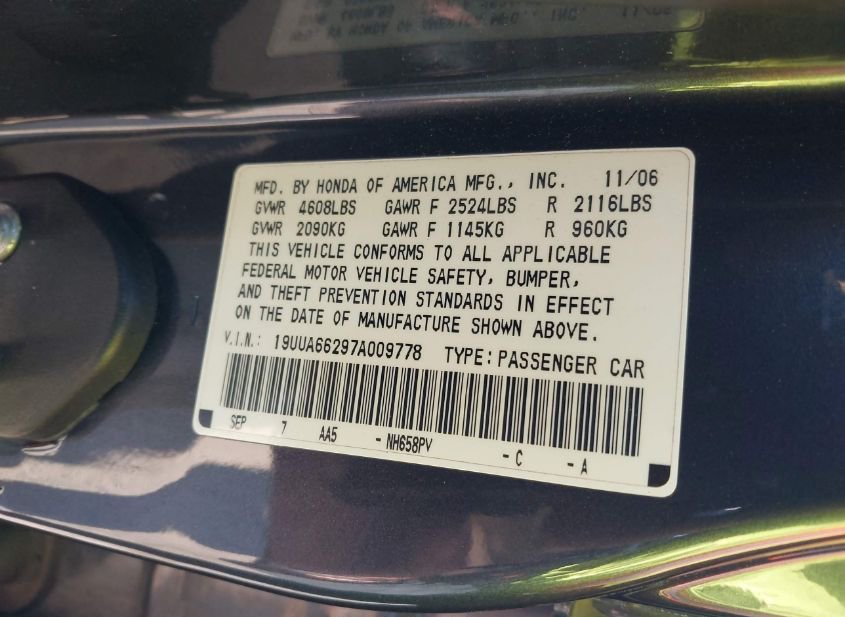 MFD. BY HONDA OF AMERICA MFG., INC. 11/06
GVWR 4608LBS GAWR F 2524LBS R 2116LBS
GVWR 2090KG GAWR F 1145KG R 960KG
THIS VEHICLE CONFORMS TO ALL APPLICABLE
FEDERAL MOTOR VEHICLE SAFETY, BUMPER,
AND THEFT PREVENTION STANDARDS IN EFFECT
ON THE DATE OF MANUFACTURE SHOWN ABOVE.
V.I.N.: 19UUA66297A009778 TYPE: PASSENGER CAR
SEP 7 AA5 -NH658PV -C -A